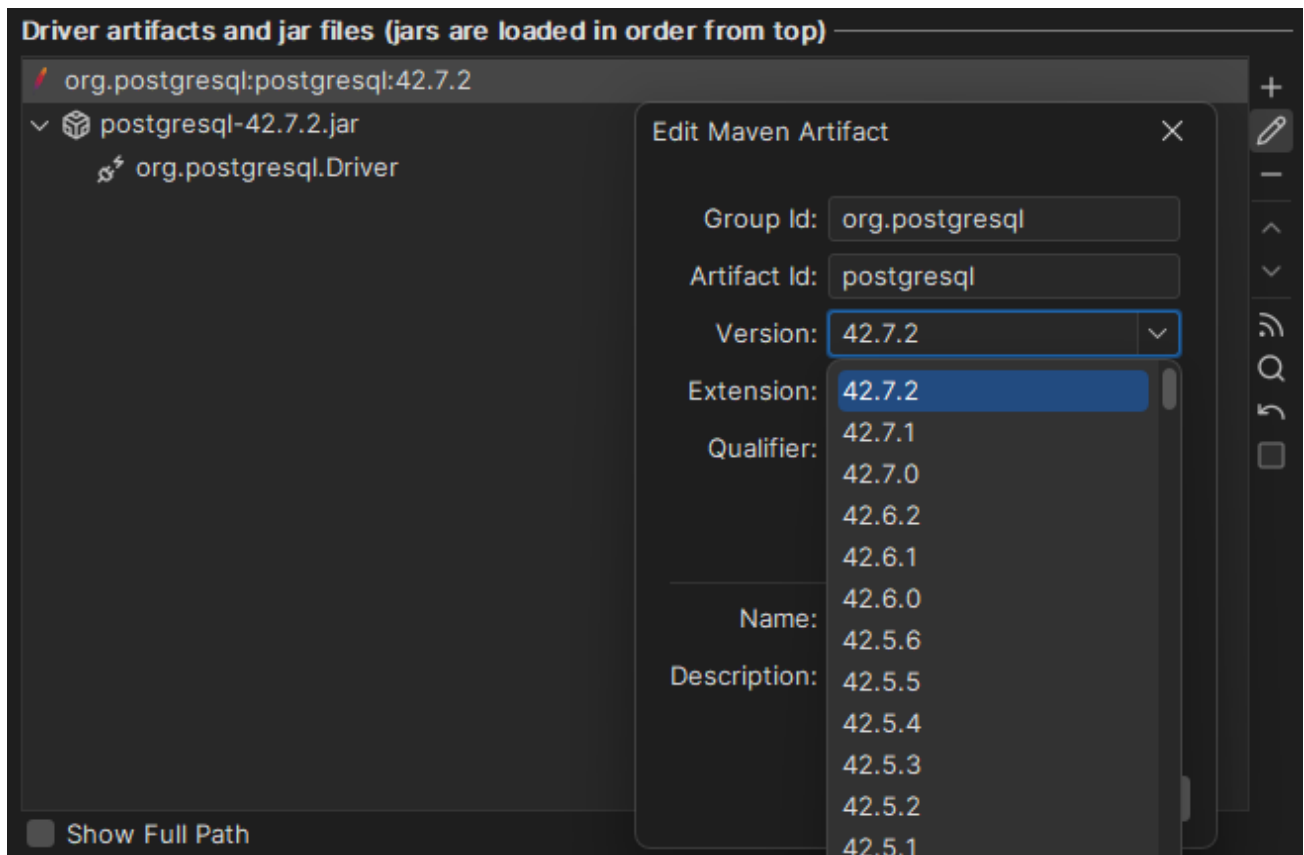 Driver artifacts and jar files (jars are loaded in order from top)
org.postgresql:postgresql:42.7.2
postgresql-42.7.2.jar
org.postgresql.Driver
Edit Maven Artifact
Group Id: org.postgresql
Artifact Id: postgresql
Version: 42.7.2
Extension:
Qualifier:
Name:
Description:
42.7.2
42.7.1
42.7.0
42.6.2
42.6.1
42.6.0
42.5.6
42.5.5
42.5.4
42.5.3
42.5.2
42.5.1
Show Full Path